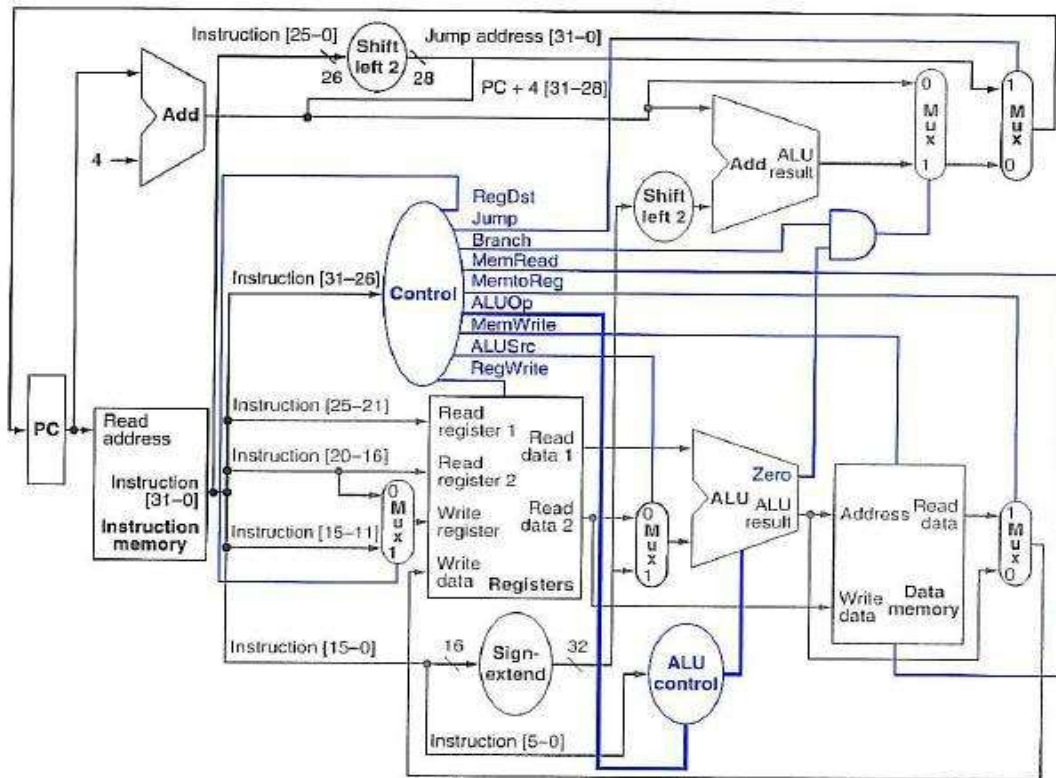 Instruction [25–0]
26
Shift
left 2
28
Jump address [31–0]
PC + 4 [31–28]
Add
4
Add
ALU
result
0
Mux
1
1
Mux
0
Shift
left 2
RegDst
Jump
Branch
MemRead
MemtoReg
ALUOp
MemWrite
ALUSrc
RegWrite
Instruction [31–26]
Control
PC
Read
address
Instruction
[31–0]
Instruction
memory
Instruction [25–21]
Instruction [20–16]
Instruction [15–11]
0
Mux
1
Read
register 1
Read
register 2
Write
register
Write
data
Read
data 1
Read
data 2
Registers
0
Mux
1
Zero
ALU
ALU
result
Address
Read
data
Write
data
Data
memory
1
Mux
0
Instruction [15–0]
16
Sign-
extend
32
ALU
control
Instruction [5–0]